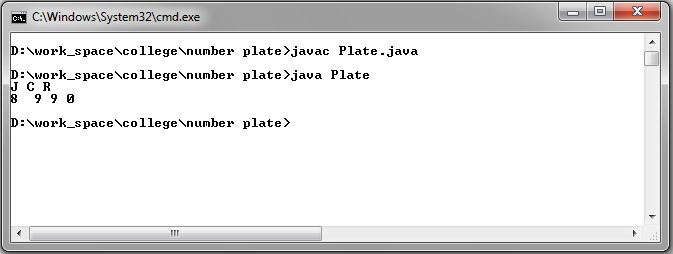 C:\Windows\System32\cmd.exe
D:\work_space\college\number plate>javac Plate.java
D:\work_space\college\number plate>java Plate
J C R
8  9 9 0
D:\work_space\college\number plate>